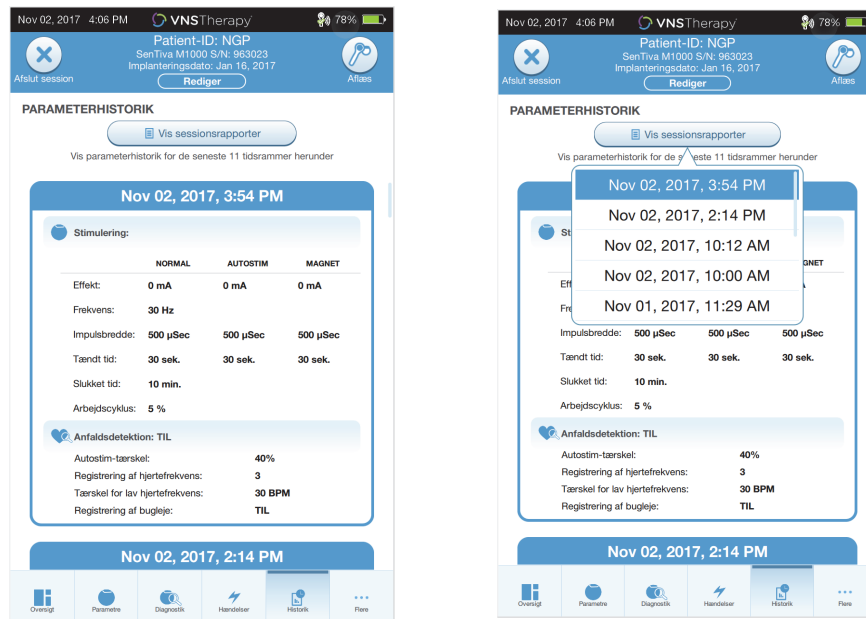 Nov 02, 2017 4:06 PM VNSTherapy 78%
Patient-ID: NGP
SenTiva M1000 S/N: 963023
Implanteringsdato: Jan 16, 2017
Afslut session Rediger Aflæs
PARAMETERHISTORIK
Vis sessionsrapporter
Vis parameterhistorik for de seneste 11 tidsrammer herunder
Nov 02, 2017, 3:54 PM
Stimulering:
NORMAL AUTOSTIM MAGNET
Effekt: 0 mA 0 mA 0 mA
Frekvens: 30 Hz
Impulsbredde: 500 µSec 500 µSec 500 µSec
Tændt tid: 30 sek. 30 sek. 30 sek.
Slukket tid: 10 min.
Arbejdscyklus: 5 %
Anfaldsdetektion: TIL
Autostim-tærskel: 40%
Registrering af hjertefrekvens: 3
Tærskel for lav hjertefrekvens: 30 BPM
Registrering af bugleje: TIL
Nov 02, 2017, 2:14 PM
Oversigt Parametre Diagnostik Hændelser Historik Flere
Nov 02, 2017 4:06 PM VNSTherapy 78%
Patient-ID: NGP
SenTiva M1000 S/N: 963023
Implanteringsdato: Jan 16, 2017
Afslut session Rediger Aflæs
PARAMETERHISTORIK
Vis sessionsrapporter
Vis parameterhistorik for de eneste 11 tidsrammer herunder
Nov 02, 2017, 3:54 PM
Nov 02, 2017, 2:14 PM
Nov 02, 2017, 10:12 AM
Nov 02, 2017, 10:00 AM
Nov 01, 2017, 11:29 AM
Impulsbredde: 500 µSec 500 µSec 500 µSec
Tændt tid: 30 sek. 30 sek. 30 sek.
Slukket tid: 10 min.
Arbejdscyklus: 5 %
Anfaldsdetektion: TIL
Autostim-tærskel: 40%
Registrering af hjertefrekvens: 3
Tærskel for lav hjertefrekvens: 30 BPM
Registrering af bugleje: TIL
Nov 02, 2017, 2:14 PM
Oversigt Parametre Diagnostik Hændelser Historik Flere